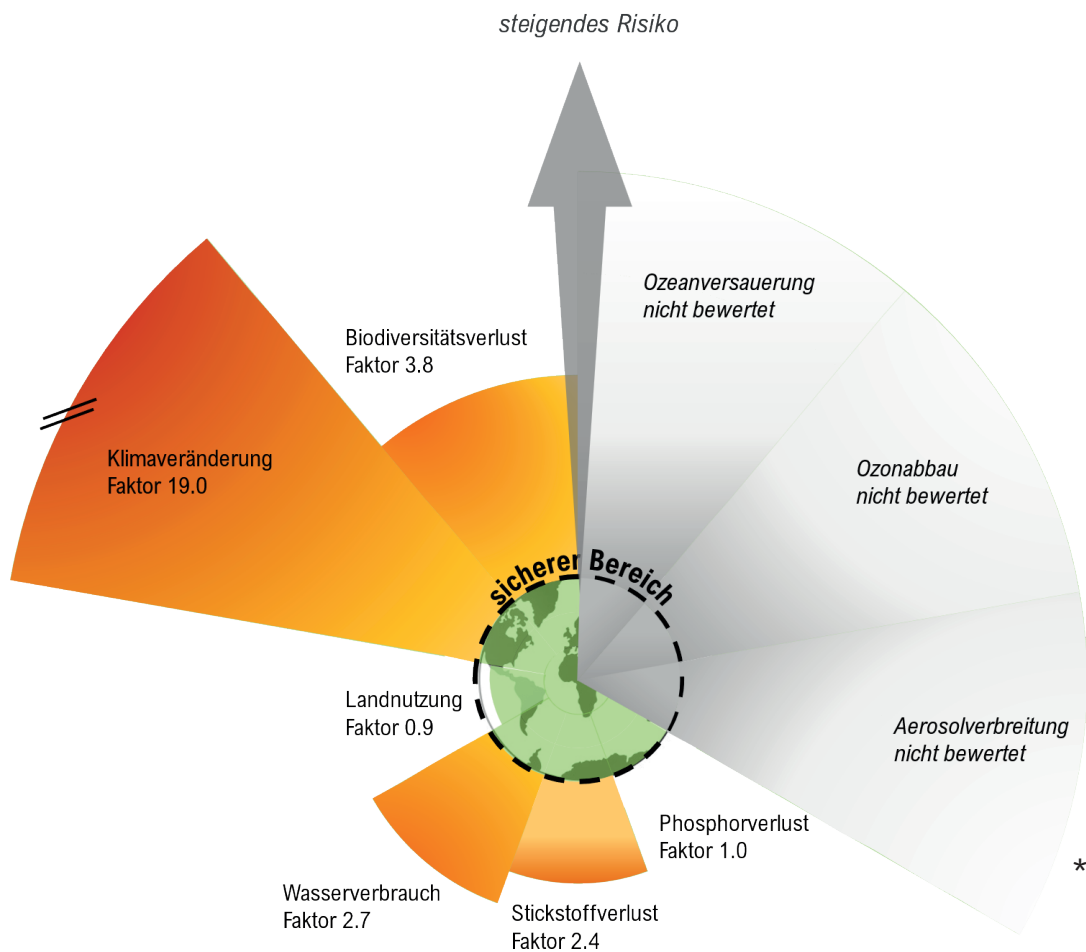 steigendes Risiko
Ozeanversauerung
nicht bewertet
Biodiversitätsverlust
Faktor 3.8
Klimaveränderung
Faktor 19.0
Ozonabbau
nicht bewertet
sicherer Bereich
Landnutzung
Faktor 0.9
Aerosolverbreitung
nicht bewertet
Phosphorverlust
Faktor 1.0
*
Wasserverbrauch
Faktor 2.7
Stickstoffverlust
Faktor 2.4